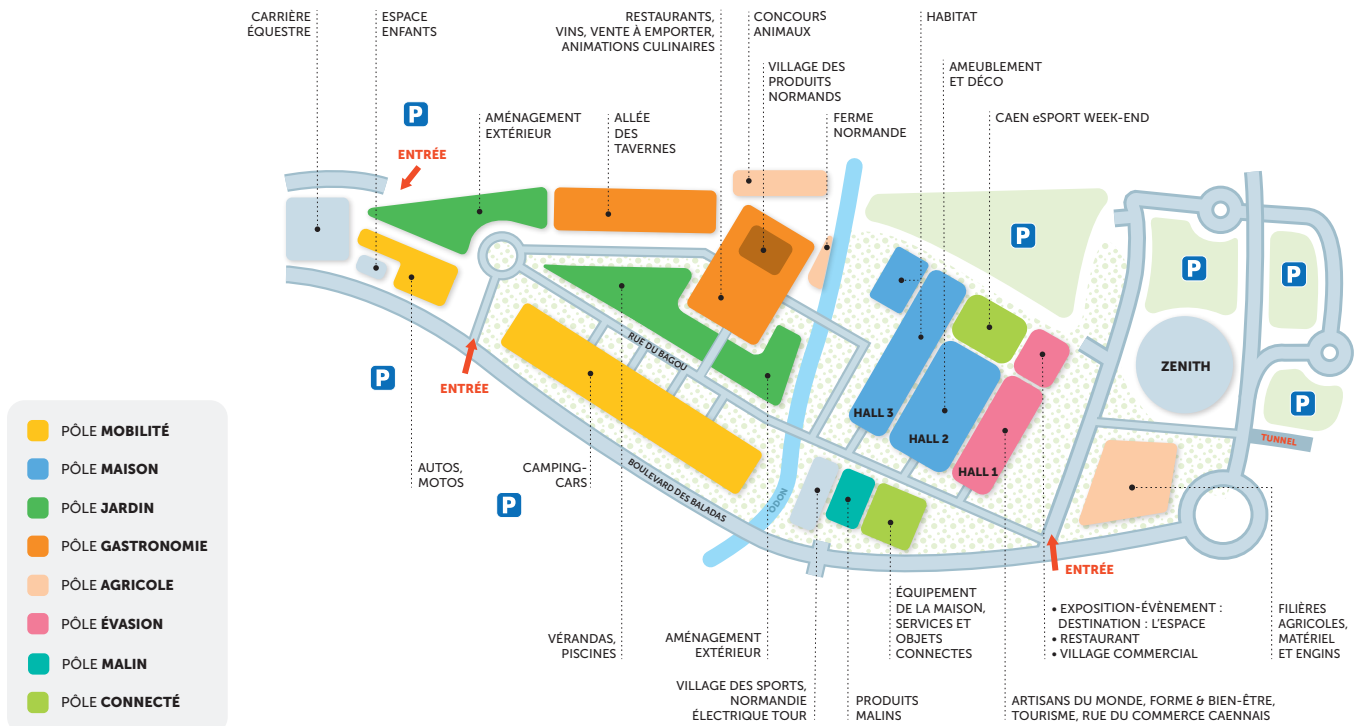 CARRIÈRE
ÉQUESTRE
ESPACE
ENFANTS
RESTAURANTS,
VINS, VENTE À EMPORTER,
ANIMATIONS CULINAIRES
CONCOURS
ANIMAUX
HABITAT
VILLAGE DES
PRODUITS
NORMANDS
AMEUBLEMENT
ET DÉCO
P
AMÉNAGEMENT
EXTÉRIEUR
ALLÉE
DES
TAVERNES
FERME
NORMANDE
CAEN eSPORT WEEK-END
ENTRÉE
P
P
P
ZENITH
RUE DU BAGOU
P
ENTRÉE
P
HALL 3
HALL 2
HALL 1
TUNNEL
PÔLE MOBILITÉ
PÔLE MAISON
PÔLE JARDIN
PÔLE GASTRONOMIE
PÔLE AGRICOLE
PÔLE ÉVASION
PÔLE MALIN
PÔLE CONNECTÉ
AUTOS,
MOTOS
CAMPING-
CARS
P
BOULEVARD DES BALADAS
ODON
ENTRÉE
VÉRANDAS,
PISCINES
AMÉNAGEMENT
EXTÉRIEUR
ÉQUIPEMENT
DE LA MAISON,
SERVICES ET
OBJETS
CONNECTES
• EXPOSITION-ÉVÈNEMENT :
DESTINATION : L'ESPACE
• RESTAURANT
• VILLAGE COMMERCIAL
FILIÈRES
AGRICOLES,
MATÉRIEL
ET ENGINS
VILLAGE DES SPORTS,
NORMANDIE
ÉLECTRIQUE TOUR
PRODUITS
MALINS
ARTISANS DU MONDE, FORME & BIEN-ÊTRE,
TOURISME, RUE DU COMMERCE CAENNAIS